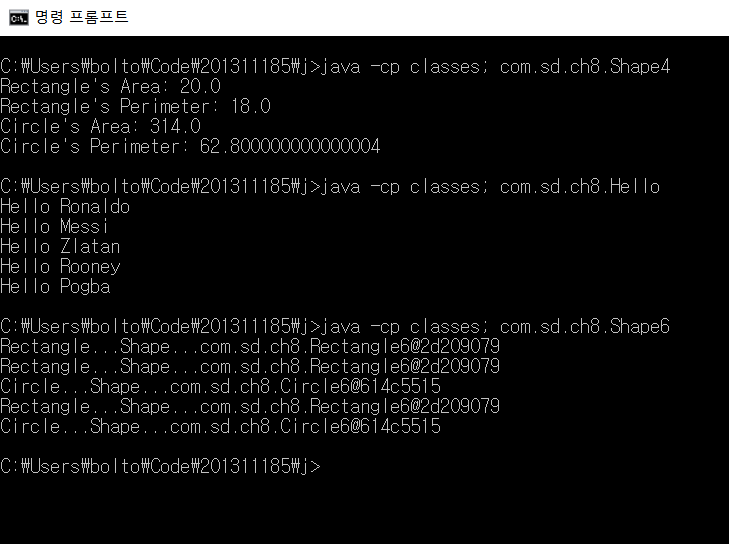 명령 프롬프트
C:₩Users₩bolto₩Code₩201311185₩j>java -cp classes; com.sd.ch8.Shape4
Rectangle's Area: 20.0
Rectangle's Perimeter: 18.0
Circle's Area: 314.0
Circle's Perimeter: 62.800000000000004
C:₩Users₩bolto₩Code₩201311185₩j>java -cp classes; com.sd.ch8.Hello
Hello Ronaldo
Hello Messi
Hello Zlatan
Hello Rooney
Hello Pogba
C:₩Users₩bolto₩Code₩201311185₩j>java -cp classes; com.sd.ch8.Shape6
Rectangle...Shape...com.sd.ch8.Rectangle6@2d209079
Rectangle...Shape...com.sd.ch8.Rectangle6@2d209079
Circle...Shape...com.sd.ch8.Circle6@614c5515
Rectangle...Shape...com.sd.ch8.Rectangle6@2d209079
Circle...Shape...com.sd.ch8.Circle6@614c5515
C:₩Users₩bolto₩Code₩201311185₩j>